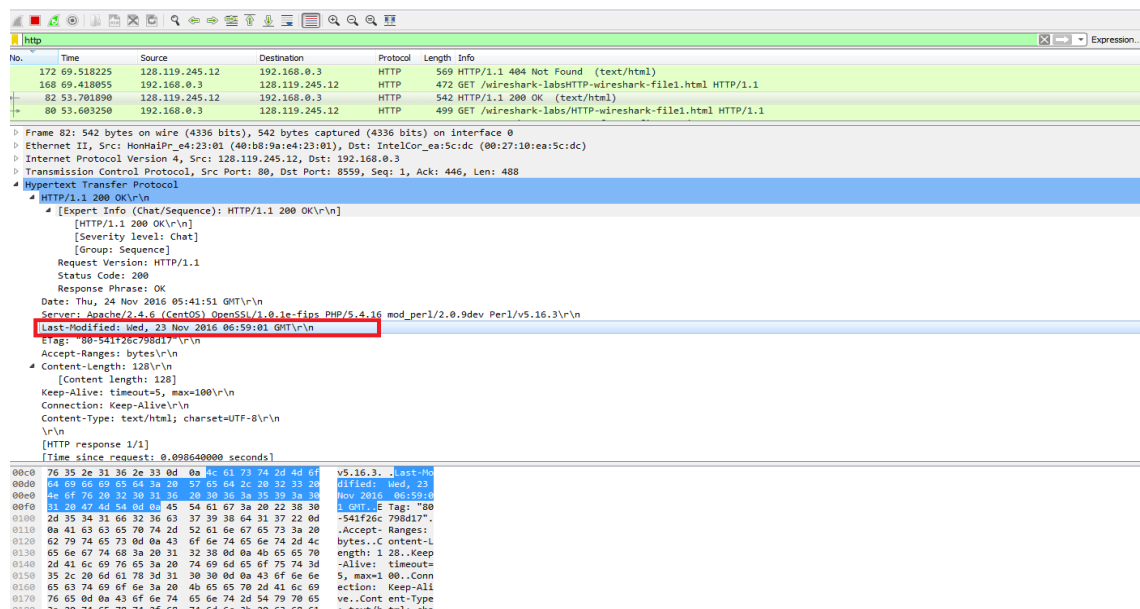 http
Expression...
No. Time Source Destination Protocol Length Info
172 69.518225 128.119.245.12 192.168.0.3 HTTP 569 HTTP/1.1 404 Not Found (text/html)
168 69.418055 192.168.0.3 128.119.245.12 HTTP 472 GET /wireshark-labsHTTP-wireshark-file1.html HTTP/1.1
82 53.701890 128.119.245.12 192.168.0.3 HTTP 542 HTTP/1.1 200 OK (text/html)
80 53.603250 192.168.0.3 128.119.245.12 HTTP 499 GET /wireshark-labs/HTTP-wireshark-file1.html HTTP/1.1
Frame 82: 542 bytes on wire (4336 bits), 542 bytes captured (4336 bits) on interface 0
Ethernet II, Src: HonHaiPr_e4:23:01 (40:b8:9a:e4:23:01), Dst: IntelCor_ea:5c:dc (00:27:10:ea:5c:dc)
Internet Protocol Version 4, Src: 128.119.245.12, Dst: 192.168.0.3
Transmission Control Protocol, Src Port: 80, Dst Port: 8559, Seq: 1, Ack: 446, Len: 488
Hypertext Transfer Protocol
HTTP/1.1 200 OK\r\n
[Expert Info (Chat/Sequence): HTTP/1.1 200 OK\r\n]
[HTTP/1.1 200 OK\r\n]
[Severity level: Chat]
[Group: Sequence]
Request Version: HTTP/1.1
Status Code: 200
Response Phrase: OK
Date: Thu, 24 Nov 2016 05:41:51 GMT\r\n
Server: Apache/2.4.6 (CentOS) OpenSSL/1.0.1e-fips PHP/5.4.16 mod_perl/2.0.9dev Perl/v5.16.3\r\n
Last-Modified: Wed, 23 Nov 2016 06:59:01 GMT\r\n
ETag: "80-541f26c798d17"\r\n
Accept-Ranges: bytes\r\n
Content-Length: 128\r\n
[Content length: 128]
Keep-Alive: timeout=5, max=100\r\n
Connection: Keep-Alive\r\n
Content-Type: text/html; charset=UTF-8\r\n
\r\n
[HTTP response 1/1]
[Time since request: 0.098640000 seconds]
00c0 76 35 2e 31 36 2e 33 0d 0a 4c 61 73 74 2d 4d 6f v5.16.3. .Last-Mo
00d0 64 69 66 69 65 64 3a 20 57 65 64 2c 20 32 33 20 dified: Wed, 23
00e0 4e 6f 76 20 32 30 31 36 20 30 36 3a 35 39 3a 30 Nov 2016 06:59:0
00f0 31 20 47 4d 54 0d 0a 45 54 61 67 3a 20 22 38 30 1 GMT..E Tag: "80
0100 2d 35 34 31 66 32 36 63 37 39 38 64 31 37 22 0d -541f26c 798d17".
0110 0a 41 63 63 65 70 74 2d 52 61 6e 67 65 73 3a 20 .Accept- Ranges:
0120 62 79 74 65 73 0d 0a 43 6f 6e 74 65 6e 74 2d 4c bytes..C ontent-L
0130 65 6e 67 74 68 3a 20 31 32 38 0d 0a 4b 65 65 70 ength: 1 28..Keep
0140 2d 41 6c 69 76 65 3a 20 74 69 6d 65 6f 75 74 3d -Alive: timeout=
0150 35 2c 20 6d 61 78 3d 31 30 30 0d 0a 43 6f 6e 6e 5, max=1 00..Conn
0160 65 63 74 69 6f 6e 3a 20 4b 65 65 70 2d 41 6c 69 ection: Keep-Ali
0170 76 65 0d 0a 43 6f 6e 74 65 6e 74 2d 54 79 70 65 ve..Cont ent-Type